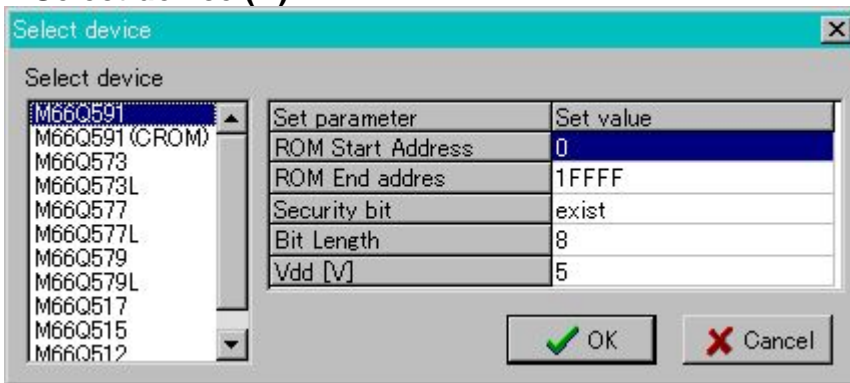 Select device
Select device
M66Q591
M66Q591(CROM)
M66Q573
M66Q573L
M66Q577
M66Q577L
M66Q579
M66Q579L
M66Q517
M66Q515
M66Q512
Set parameter Set value
ROM Start Address 0
ROM End addres 1FFFF
Security bit exist
Bit Length 8
Vdd [V] 5
OK Cancel